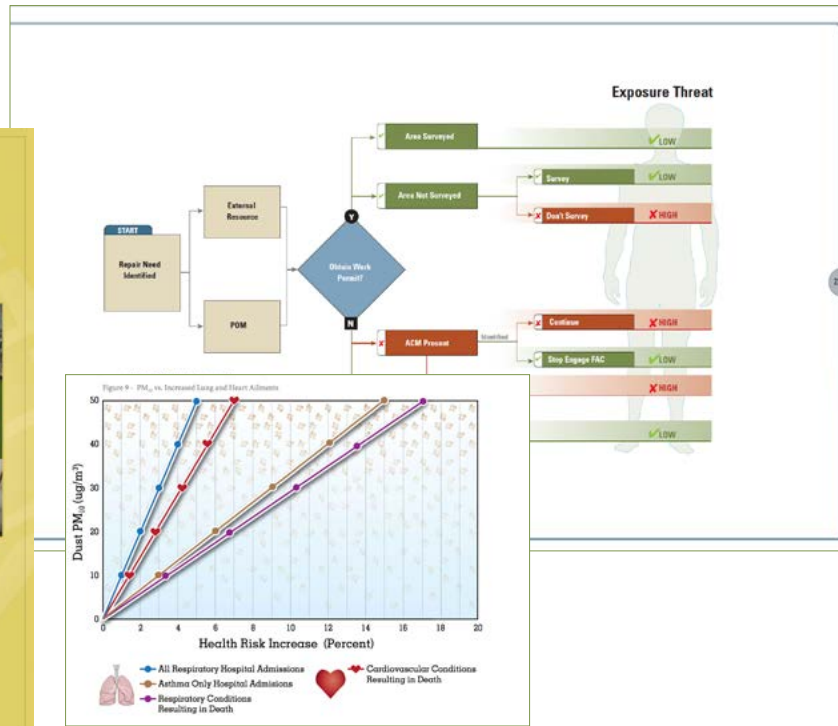 Exposure Threat
Area Surveyed
LOW
Area Not Surveyed
Survey
LOW
Don't Survey
HIGH
External
Resource
START
Repair Need
Identified
Y
Obtain Work
Permit?
N
POM
ACM Present
Identified
Continue
HIGH
Stop Engage FAC
LOW
HIGH
LOW
Figure 9 - PM10 vs. Increased Lung and Heart Ailments
Dust PM10 (ug/m3)
50
40
30
20
10
0
0 2 4 6 8 10 12 14 16 18 20
Health Risk Increase (Percent)
All Respiratory Hospital Admissions
Asthma Only Hospital Admisions
Respiratory Conditions
Resulting in Death
Cardiovascular Conditions
Resulting in Death